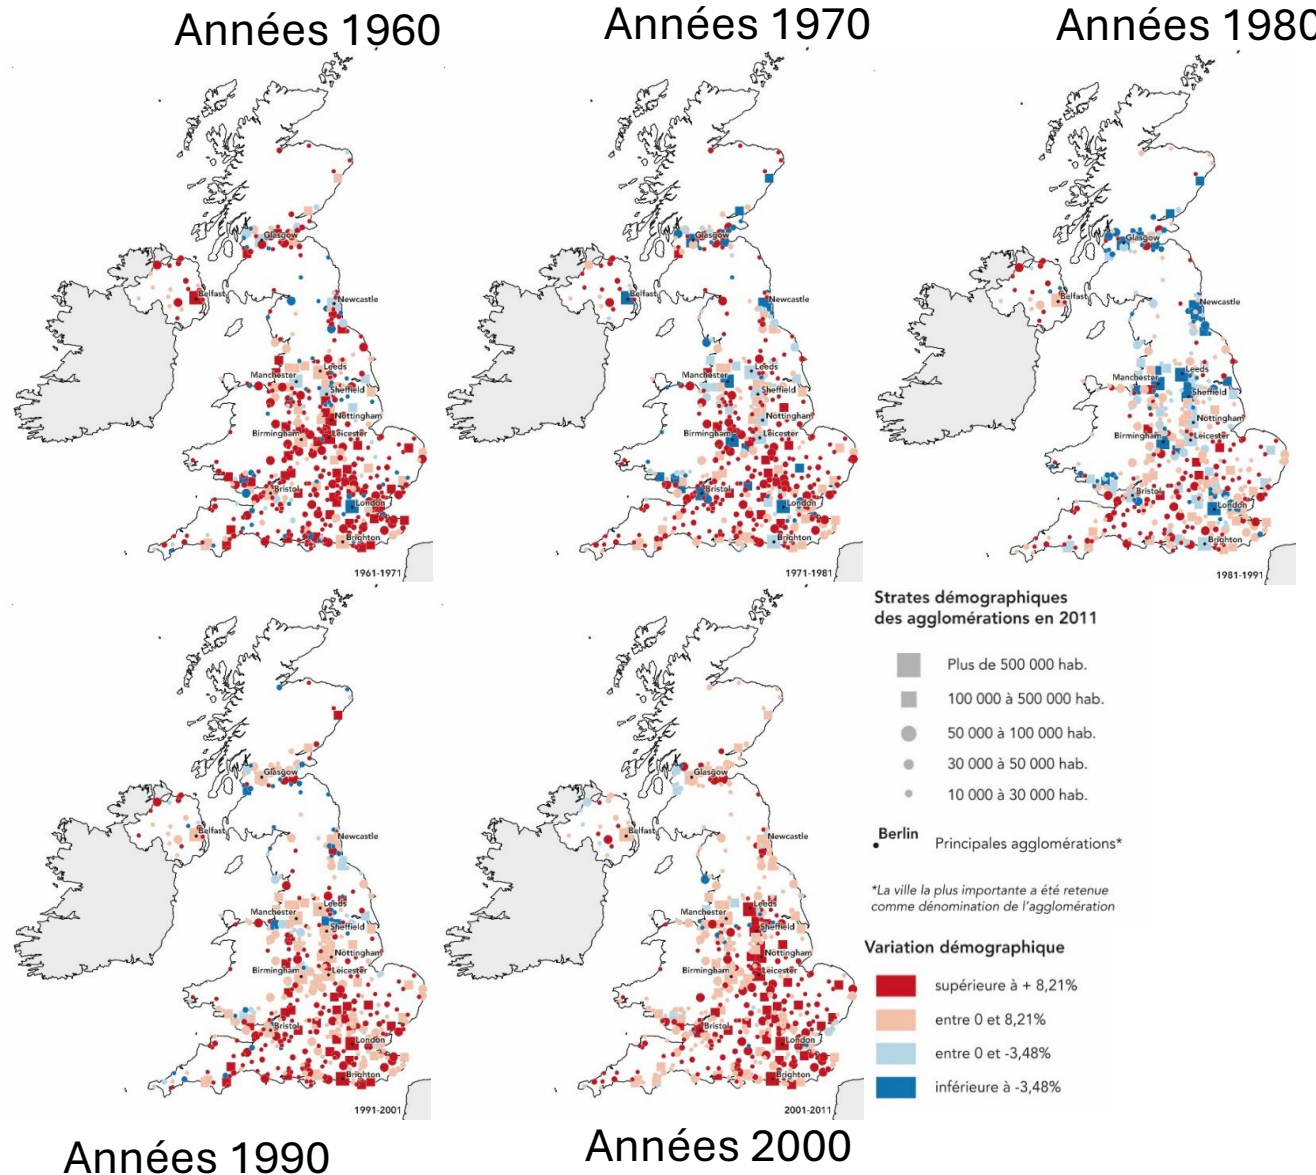 Années 1960
Années 1970
Années 1980
Glasgow
Belfast
Newcastle
Leeds
Manchester
Sheffield
Nottingham
Birmingham
Leicester
Bristol
London
Brighton
1961-1971
Glasgow
Belfast
Newcastle
Leeds
Manchester
Sheffield
Nottingham
Birmingham
Leicester
Bristol
London
Brighton
1971-1981
Glasgow
Belfast
Newcastle
Leeds
Manchester
Sheffield
Nottingham
Birmingham
Leicester
Bristol
London
Brighton
1981-1991
Glasgow
Belfast
Newcastle
Leeds
Manchester
Sheffield
Nottingham
Birmingham
Leicester
Bristol
London
Brighton
1991-2001
Glasgow
Belfast
Newcastle
Leeds
Manchester
Sheffield
Nottingham
Birmingham
Leicester
Bristol
London
Brighton
2001-2011
Strates démographiques
des agglomérations en 2011
Plus de 500 000 hab.
100 000 à 500 000 hab.
50 000 à 100 000 hab.
30 000 à 50 000 hab.
10 000 à 30 000 hab.
Berlin
Principales agglomérations*
*La ville la plus importante a été retenue
comme dénomination de l'agglomération
Variation démographique
supérieure à + 8,21%
entre 0 et 8,21%
entre 0 et -3,48%
inférieure à -3,48%
Années 1990
Années 2000